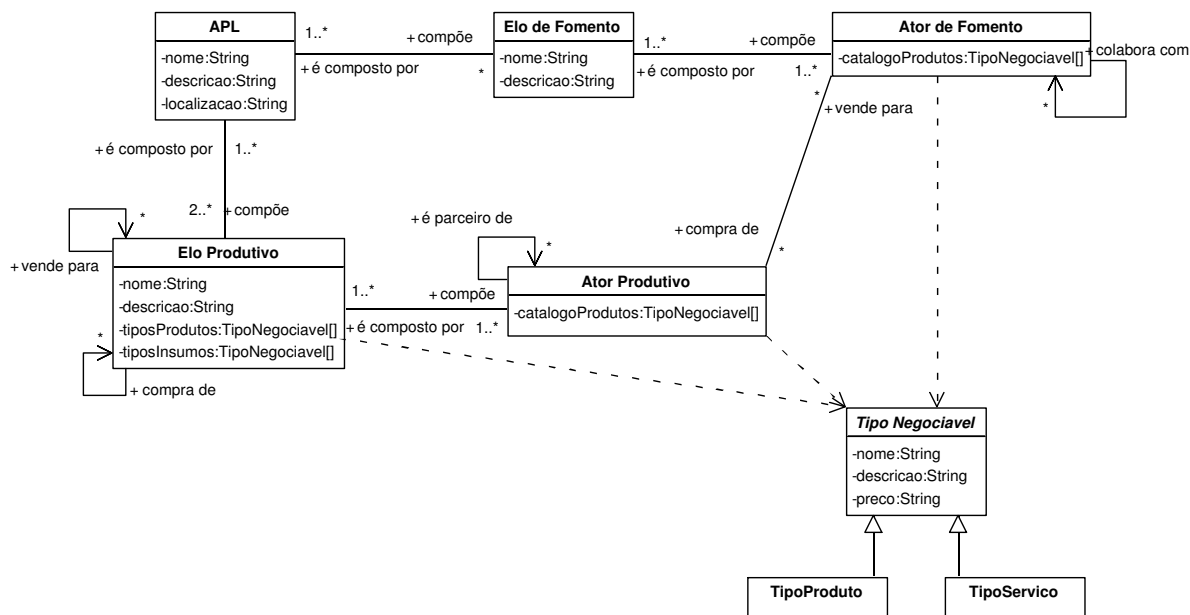 APL
-nome:String
-descricao:String
-localizacao:String
1..*
+compõe
+é composto por
*
Elo de Fomento
-nome:String
-descricao:String
1..*
+compõe
+é composto por
1..*
Ator de Fomento
-catalogoProdutos:TipoNegociavel[]
+colabora com
*
*
+vende para
+é composto por
1..*
2..*
+compõe
*
+vende para
Elo Produtivo
-nome:String
-descricao:String
-tiposProdutos:TipoNegociavel[]
-tiposInsumos:TipoNegociavel[]
*
+compra de
1..*
+compõe
+é composto por
1..*
+é parceiro de
*
Ator Produtivo
-catalogoProdutos:TipoNegociavel[]
+compra de
*
Tipo Negociavel
-nome:String
-descricao:String
-preco:String
TipoProduto
TipoServico